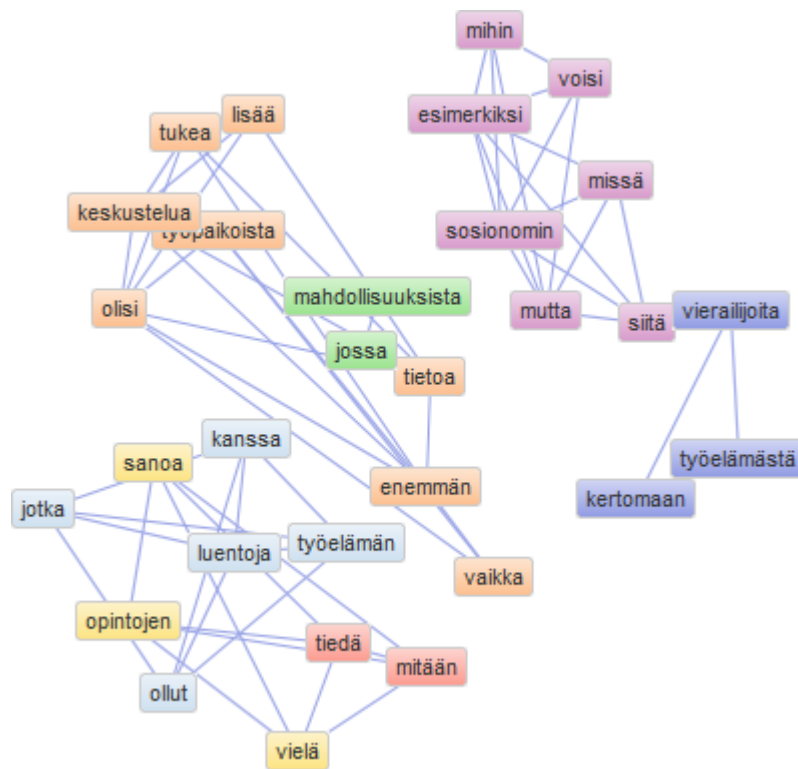 mihin
voisi
lisää
esimerkiksi
tukea
missä
keskustelua
työpaikoista
sosionomin
mahdollisuuksista
olisi
mutta
siitä
vierailijoita
jossa
tietoa
kanssa
sanoa
työelämästä
enemmän
kertomaan
jotka
työelämän
luentoja
vaikka
opintojen
tiedä
mitään
ollut
vielä